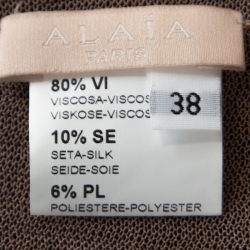 ALAÏA
PARIS
80% VI
VISCOSA-VISCOS
VISKOSE-VISCOS
38
10% SE
SETA-SILK
SEIDE-SOIE
6% PL
POLIESTERE-POLYESTER